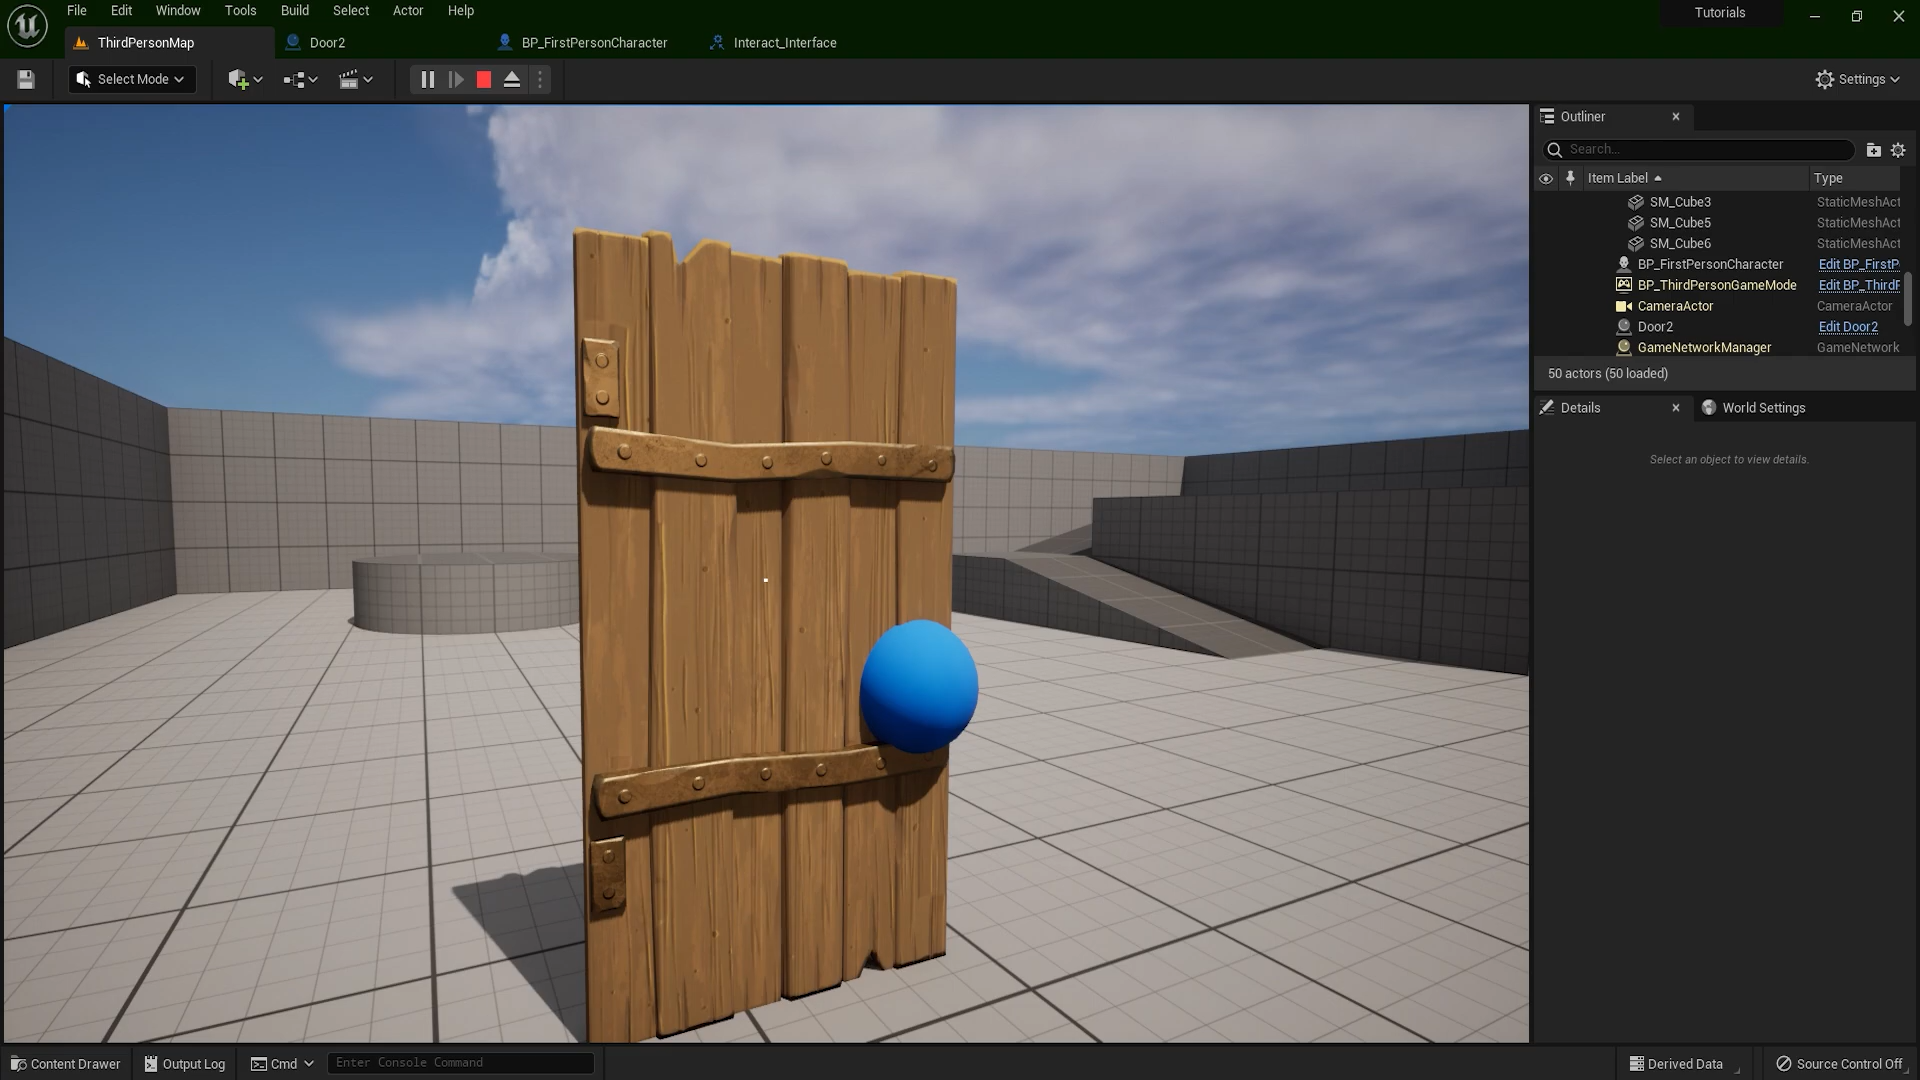 File Edit Window Tools Build Select Actor Help
Tutorials
ThirdPersonMap Door2 BP_FirstPersonCharacter Interact_Interface
Select Mode
Settings
Outliner
Search...
Item Label Type
SM_Cube3 StaticMeshAct
SM_Cube5 StaticMeshAct
SM_Cube6 StaticMeshAct
BP_FirstPersonCharacter Edit BP_FirstP
BP_ThirdPersonGameMode Edit BP_ThirdP
CameraActor CameraActor
Door2 Edit Door2
GameNetworkManager GameNetwork
50 actors (50 loaded)
Details World Settings
Select an object to view details.
Content Drawer Output Log Cmd Enter Console Command Derived Data Source Control Off